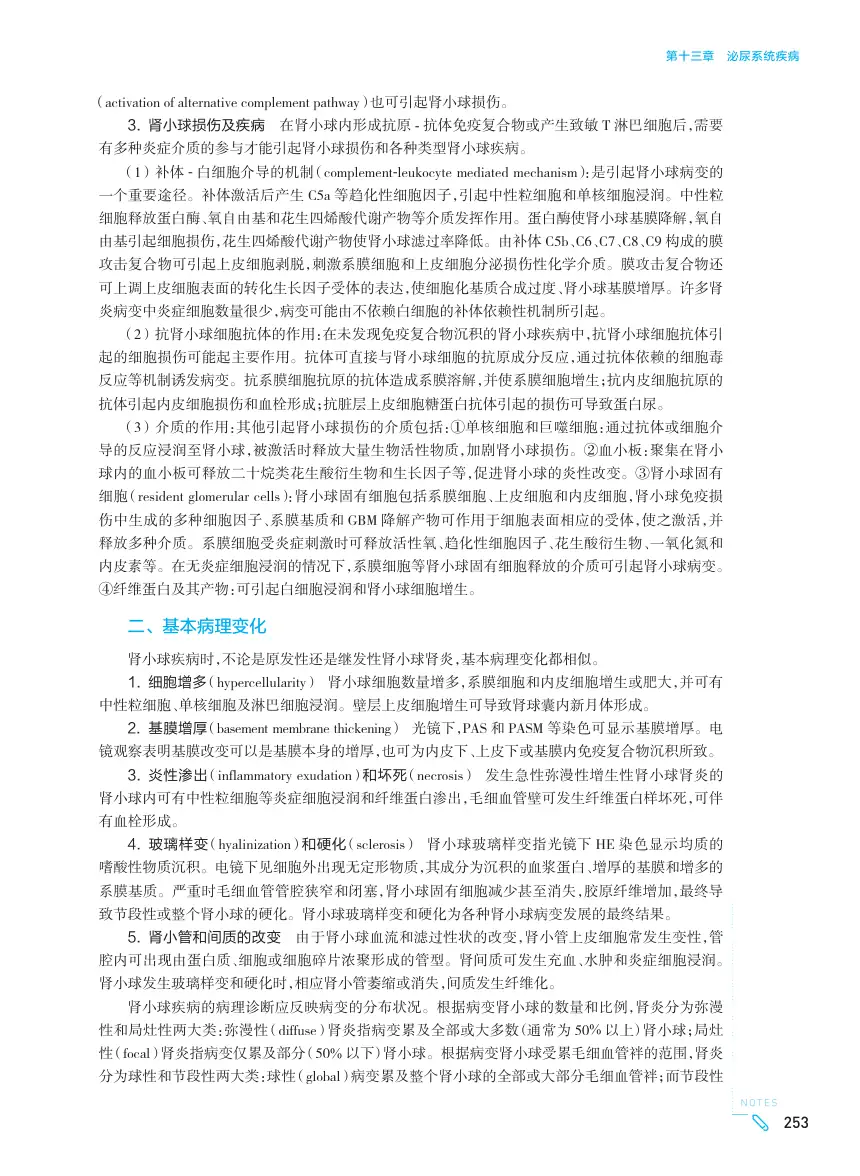 第十三章 泌尿系统疾病
（activation of alternative complement pathway）也可引起肾小球损伤。
3. 肾小球损伤及疾病 在肾小球内形成抗原 - 抗体免疫复合物或产生致敏 T 淋巴细胞后，需要
有多种炎症介质的参与才能引起肾小球损伤和各种类型肾小球疾病。
（1）补体 - 白细胞介导的机制（complement-leukocyte mediated mechanism）：是引起肾小球病变的
一个重要途径。补体激活后产生 C5a 等趋化性细胞因子，引起中性粒细胞和单核细胞浸润。中性粒
细胞释放蛋白酶、氧自由基和花生四烯酸代谢产物等介质发挥作用。蛋白酶使肾小球基膜降解，氧自
由基引起细胞损伤，花生四烯酸代谢产物使肾小球滤过率降低。由补体 C5b、C6、C7、C8、C9 构成的膜
攻击复合物可引起上皮细胞剥脱，刺激系膜细胞和上皮细胞分泌损伤性化学介质。膜攻击复合物还
可上调上皮细胞表面的转化生长因子受体的表达，使细胞化基质合成过度、肾小球基膜增厚。许多肾
炎病变中炎症细胞数量很少，病变可能由不依赖白细胞的补体依赖性机制所引起。
（2）抗肾小球细胞抗体的作用：在未发现免疫复合物沉积的肾小球疾病中，抗肾小球细胞抗体引
起的细胞损伤可能起主要作用。抗体可直接与肾小球细胞的抗原成分反应，通过抗体依赖的细胞毒
反应等机制诱发病变。抗系膜细胞抗原的抗体造成系膜溶解，并使系膜细胞增生；抗内皮细胞抗原的
抗体引起内皮细胞损伤和血栓形成；抗脏层上皮细胞糖蛋白抗体引起的损伤可导致蛋白尿。
（3）介质的作用：其他引起肾小球损伤的介质包括：①单核细胞和巨噬细胞：通过抗体或细胞介
导的反应浸润至肾小球，被激活时释放大量生物活性物质，加剧肾小球损伤。②血小板：聚集在肾小
球内的血小板可释放二十烷类花生酸衍生物和生长因子等，促进肾小球的炎性改变。③肾小球固有
细胞（resident glomerular cells）：肾小球固有细胞包括系膜细胞、上皮细胞和内皮细胞，肾小球免疫损
伤中生成的多种细胞因子、系膜基质和 GBM 降解产物可作用于细胞表面相应的受体，使之激活，并
释放多种介质。系膜细胞受炎症刺激时可释放活性氧、趋化性细胞因子、花生酸衍生物、一氧化氮和
内皮素等。在无炎症细胞浸润的情况下，系膜细胞等肾小球固有细胞释放的介质可引起肾小球病变。
④纤维蛋白及其产物：可引起白细胞浸润和肾小球细胞增生。
二、基本病理变化
肾小球疾病时，不论是原发性还是继发性肾小球肾炎，基本病理变化都相似。
1. 细胞增多（hypercellularity） 肾小球细胞数量增多，系膜细胞和内皮细胞增生或肥大，并可有
中性粒细胞、单核细胞及淋巴细胞浸润。壁层上皮细胞增生可导致肾球囊内新月体形成。
2. 基膜增厚（basement membrane thickening） 光镜下，PAS 和 PASM 等染色可显示基膜增厚。电
镜观察表明基膜改变可以是基膜本身的增厚，也可为内皮下、上皮下或基膜内免疫复合物沉积所致。
3. 炎性渗出（inflammatory exudation）和坏死（necrosis） 发生急性弥漫性增生性肾小球肾炎的
肾小球内可有中性粒细胞等炎症细胞浸润和纤维蛋白渗出，毛细血管壁可发生纤维蛋白样坏死，可伴
有血栓形成。
4. 玻璃样变（hyalinization）和硬化（sclerosis） 肾小球玻璃样变指光镜下 HE 染色显示均质的
嗜酸性物质沉积。电镜下见细胞外出现无定形物质，其成分为沉积的血浆蛋白、增厚的基膜和增多的
系膜基质。严重时毛细血管管腔狭窄和闭塞，肾小球固有细胞减少甚至消失，胶原纤维增加，最终导
致节段性或整个肾小球的硬化。肾小球玻璃样变和硬化为各种肾小球病变发展的最终结果。
5. 肾小管和间质的改变 由于肾小球血流和滤过性状的改变，肾小管上皮细胞常发生变性，管
腔内可出现由蛋白质、细胞或细胞碎片浓聚形成的管型。肾间质可发生充血、水肿和炎症细胞浸润。
肾小球发生玻璃样变和硬化时，相应肾小管萎缩或消失，间质发生纤维化。
肾小球疾病的病理诊断应反映病变的分布状况。根据病变肾小球的数量和比例，肾炎分为弥漫
性和局灶性两大类：弥漫性（diffuse）肾炎指病变累及全部或大多数（通常为 50% 以上）肾小球；局灶
性（focal）肾炎指病变仅累及部分（50% 以下）肾小球。根据病变肾小球受累毛细血管袢的范围，肾炎
分为球性和节段性两大类：球性（global）病变累及整个肾小球的全部或大部分毛细血管袢；而节段性
NOTES
253